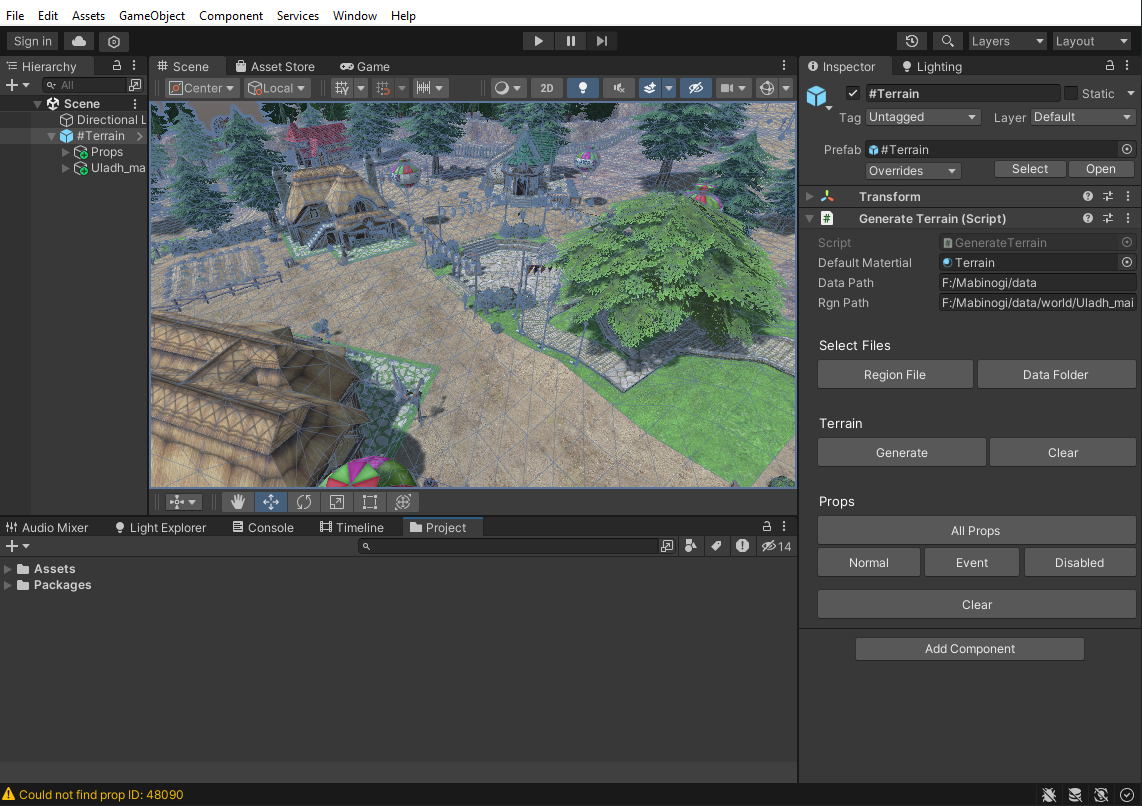 File Edit Assets GameObject Component Services Window Help
Sign in Layers Layout
Hierarchy Scene Asset Store Game Inspector Lighting
All Center Local 2D
#Terrain Static
Tag Untagged Layer Default
Scene
Directional L
#Terrain
Props
Uladh_ma
Prefab #Terrain
Overrides Select Open
Transform
Generate Terrain (Script)
Script GenerateTerrain
Default Matertial Terrain
Data Path F:/Mabinogi/data
Rgn Path F:/Mabinogi/data/world/Uladh_mai
Select Files
Region File Data Folder
Terrain
Generate Clear
Props
All Props
Normal Event Disabled
Clear
Add Component
Audio Mixer Light Explorer Console Timeline Project
14
Assets
Packages
Could not find prop ID: 48090